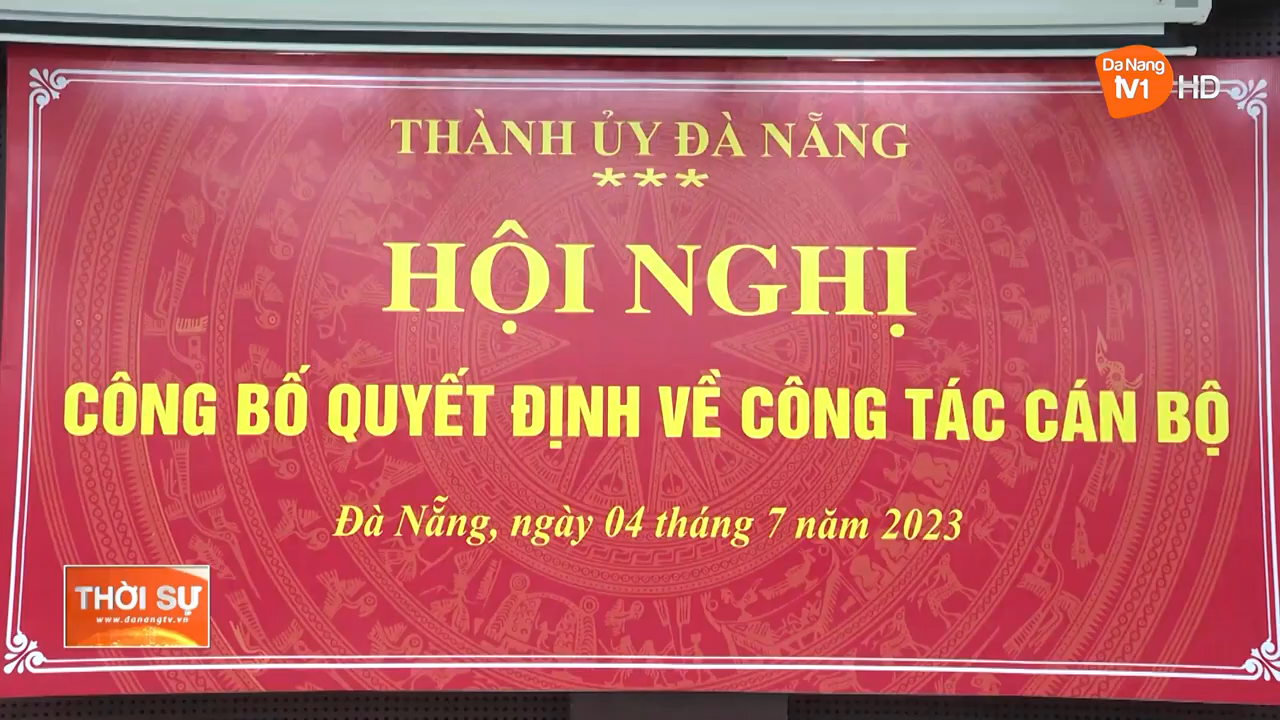 Da Nang
tv1 HD
THÀNH ỦY ĐÀ NẴNG
***
HỘI NGHỊ
CÔNG BỐ QUYẾT ĐỊNH VỀ CÔNG TÁC CÁN BỘ
Đà Nẵng, ngày 04 tháng 7 năm 2023
THỜI SỰ
www.danangtv.vn